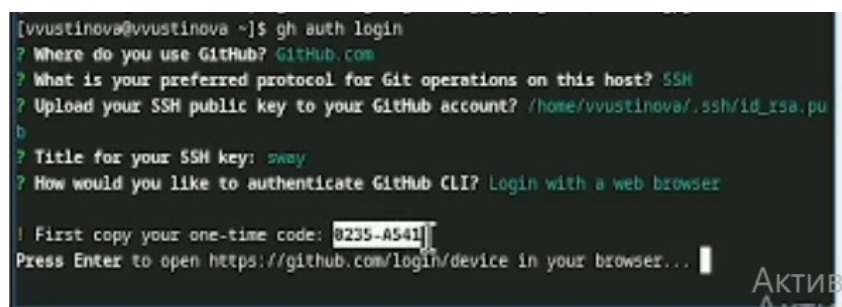 [vvustinova@vvustinova ~]$ gh auth login
? Where do you use GitHub? GitHub.com
? What is your preferred protocol for Git operations on this host? SSH
? Upload your SSH public key to your GitHub account? /home/vvustinova/.ssh/id_rsa.pu
b
? Title for your SSH key: sway
? How would you like to authenticate GitHub CLI? Login with a web browser
! First copy your one-time code: 0235-A541
Press Enter to open https://github.com/login/device in your browser...
Актив